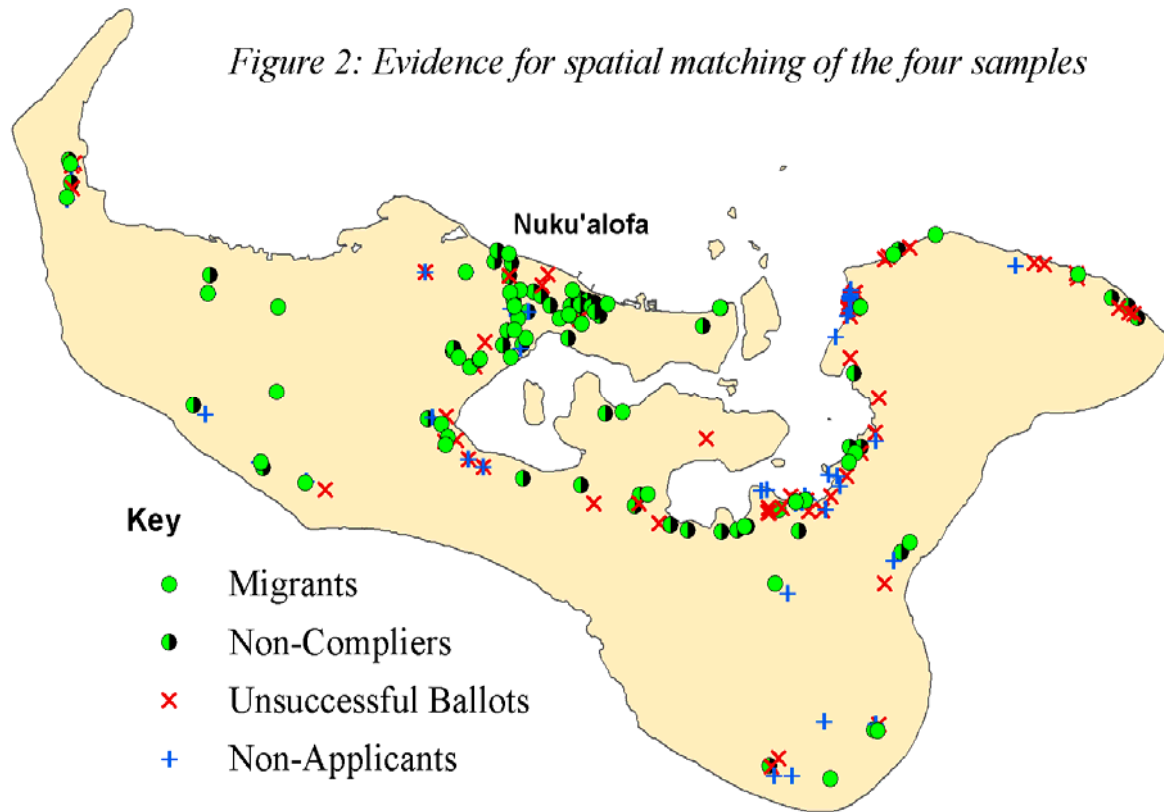 Figure 2: Evidence for spatial matching of the four samples
Nuku'alofa
Key
Migrants
Non-Compliers
Unsuccessful Ballots
Non-Applicants